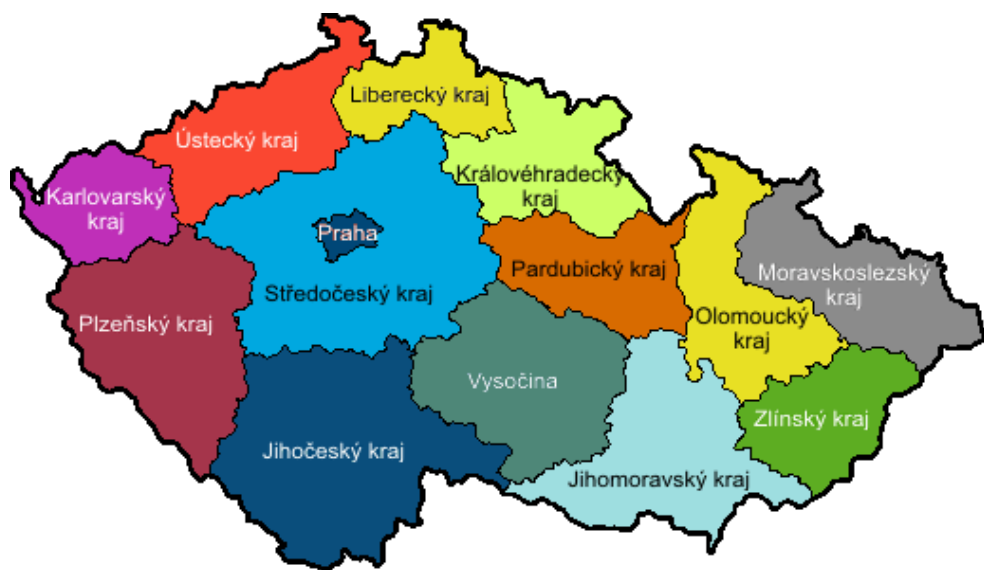 Liberecký kraj
Ústecký kraj
Královéhradecký
kraj
Karlovarský
kraj
Praha
Pardubický kraj
Moravskoslezský
kraj
Středočeský kraj
Olomoucký
kraj
Plzeňský kraj
Vysočina
Zlínský kraj
Jihočeský kraj
Jihomoravský kraj